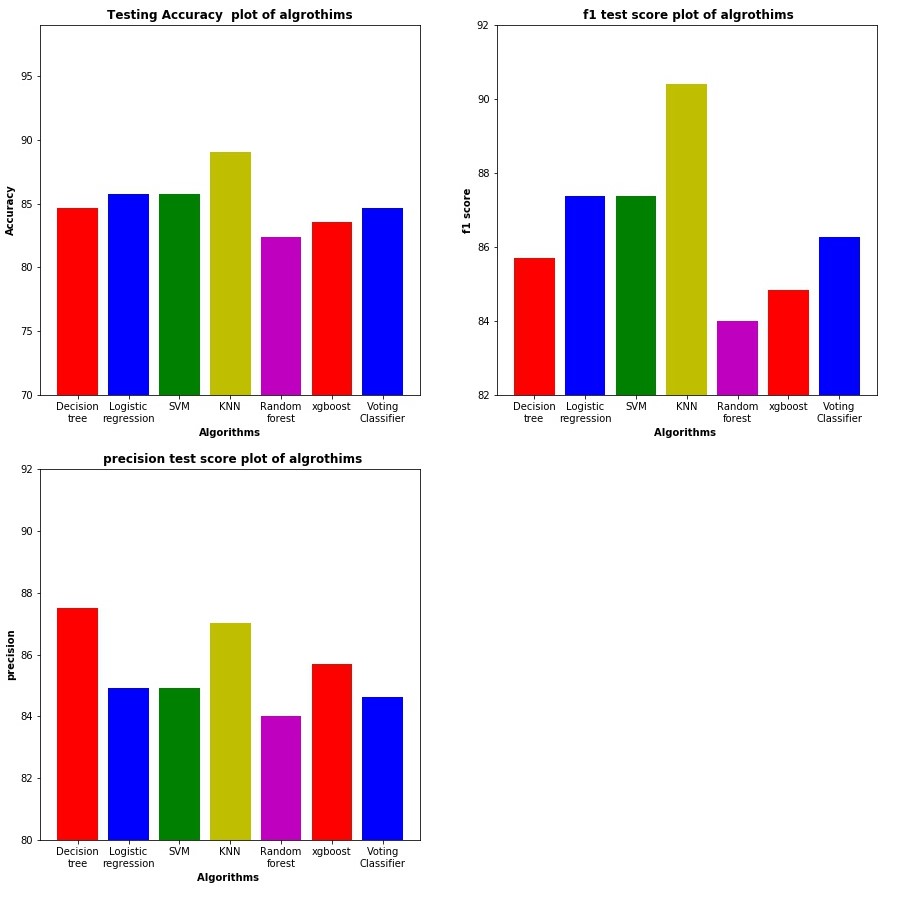 Testing Accuracy  plot of algrothims
95
90
85
80
75
70
Accuracy
Decision Logistic SVM KNN Random xgboost Voting
tree regression forest Classifier
Algorithms
f1 test score plot of algrothims
92
90
88
86
84
82
f1 score
Decision Logistic SVM KNN Random xgboost Voting
tree regression forest Classifier
Algorithms
precision test score plot of algrothims
92
90
88
86
84
82
80
precision
Decision Logistic SVM KNN Random xgboost Voting
tree regression forest Classifier
Algorithms